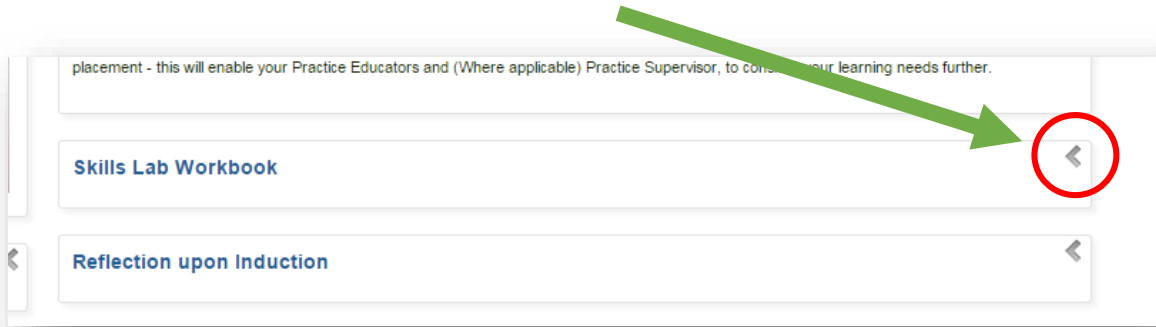 placement - this will enable your Practice Educators and (Where applicable) Practice Supervisor, to your learning needs further.
Skills Lab Workbook
Reflection upon Induction